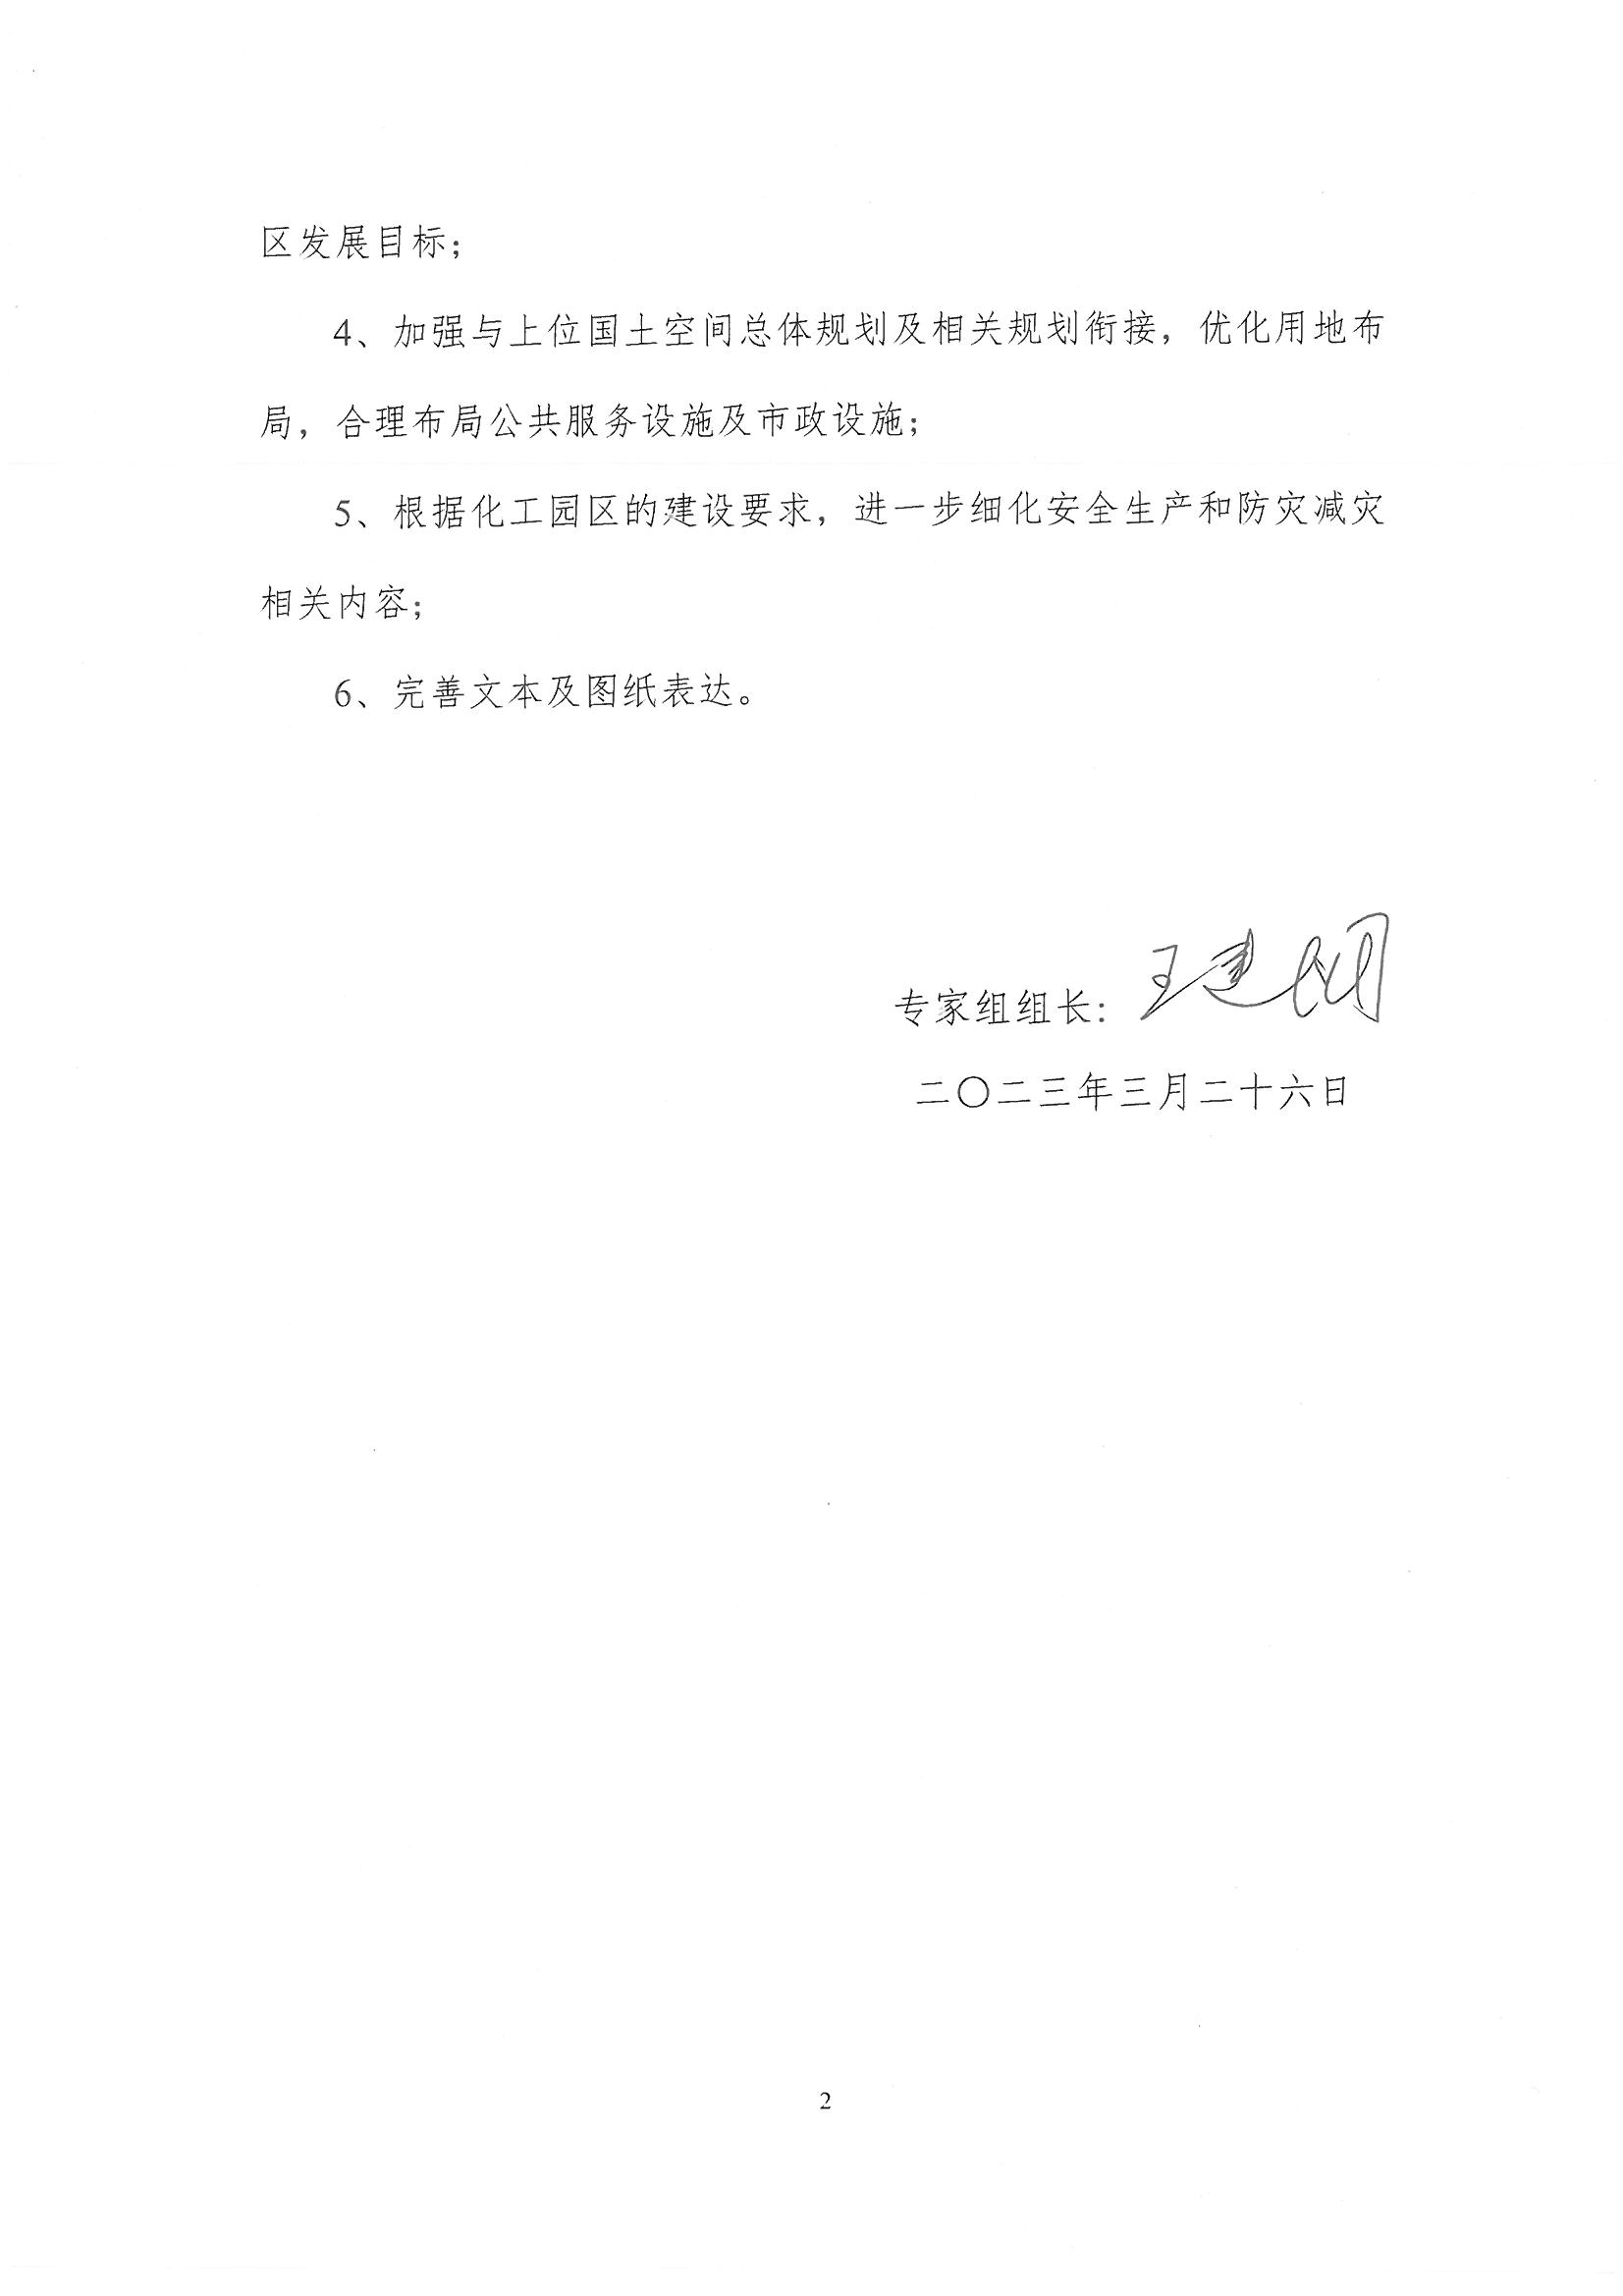 区发展目标；
4、加强与上位国土空间总体规划及相关规划衔接，优化用地布
局，合理布局公共服务设施及市政设施；
5、根据化工园区的建设要求，进一步细化安全生产和防灾减灾
相关内容；
6、完善文本及图纸表达。
专家组组长：王建
二〇二三年三月二十六日
2